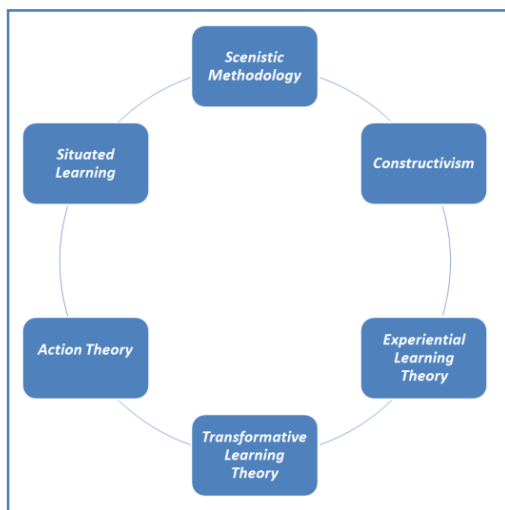 Scenistic
Methodology
Constructivism
Experiential
Learning
Theory
Transformative
Learning
Theory
Action Theory
Situated
Learning